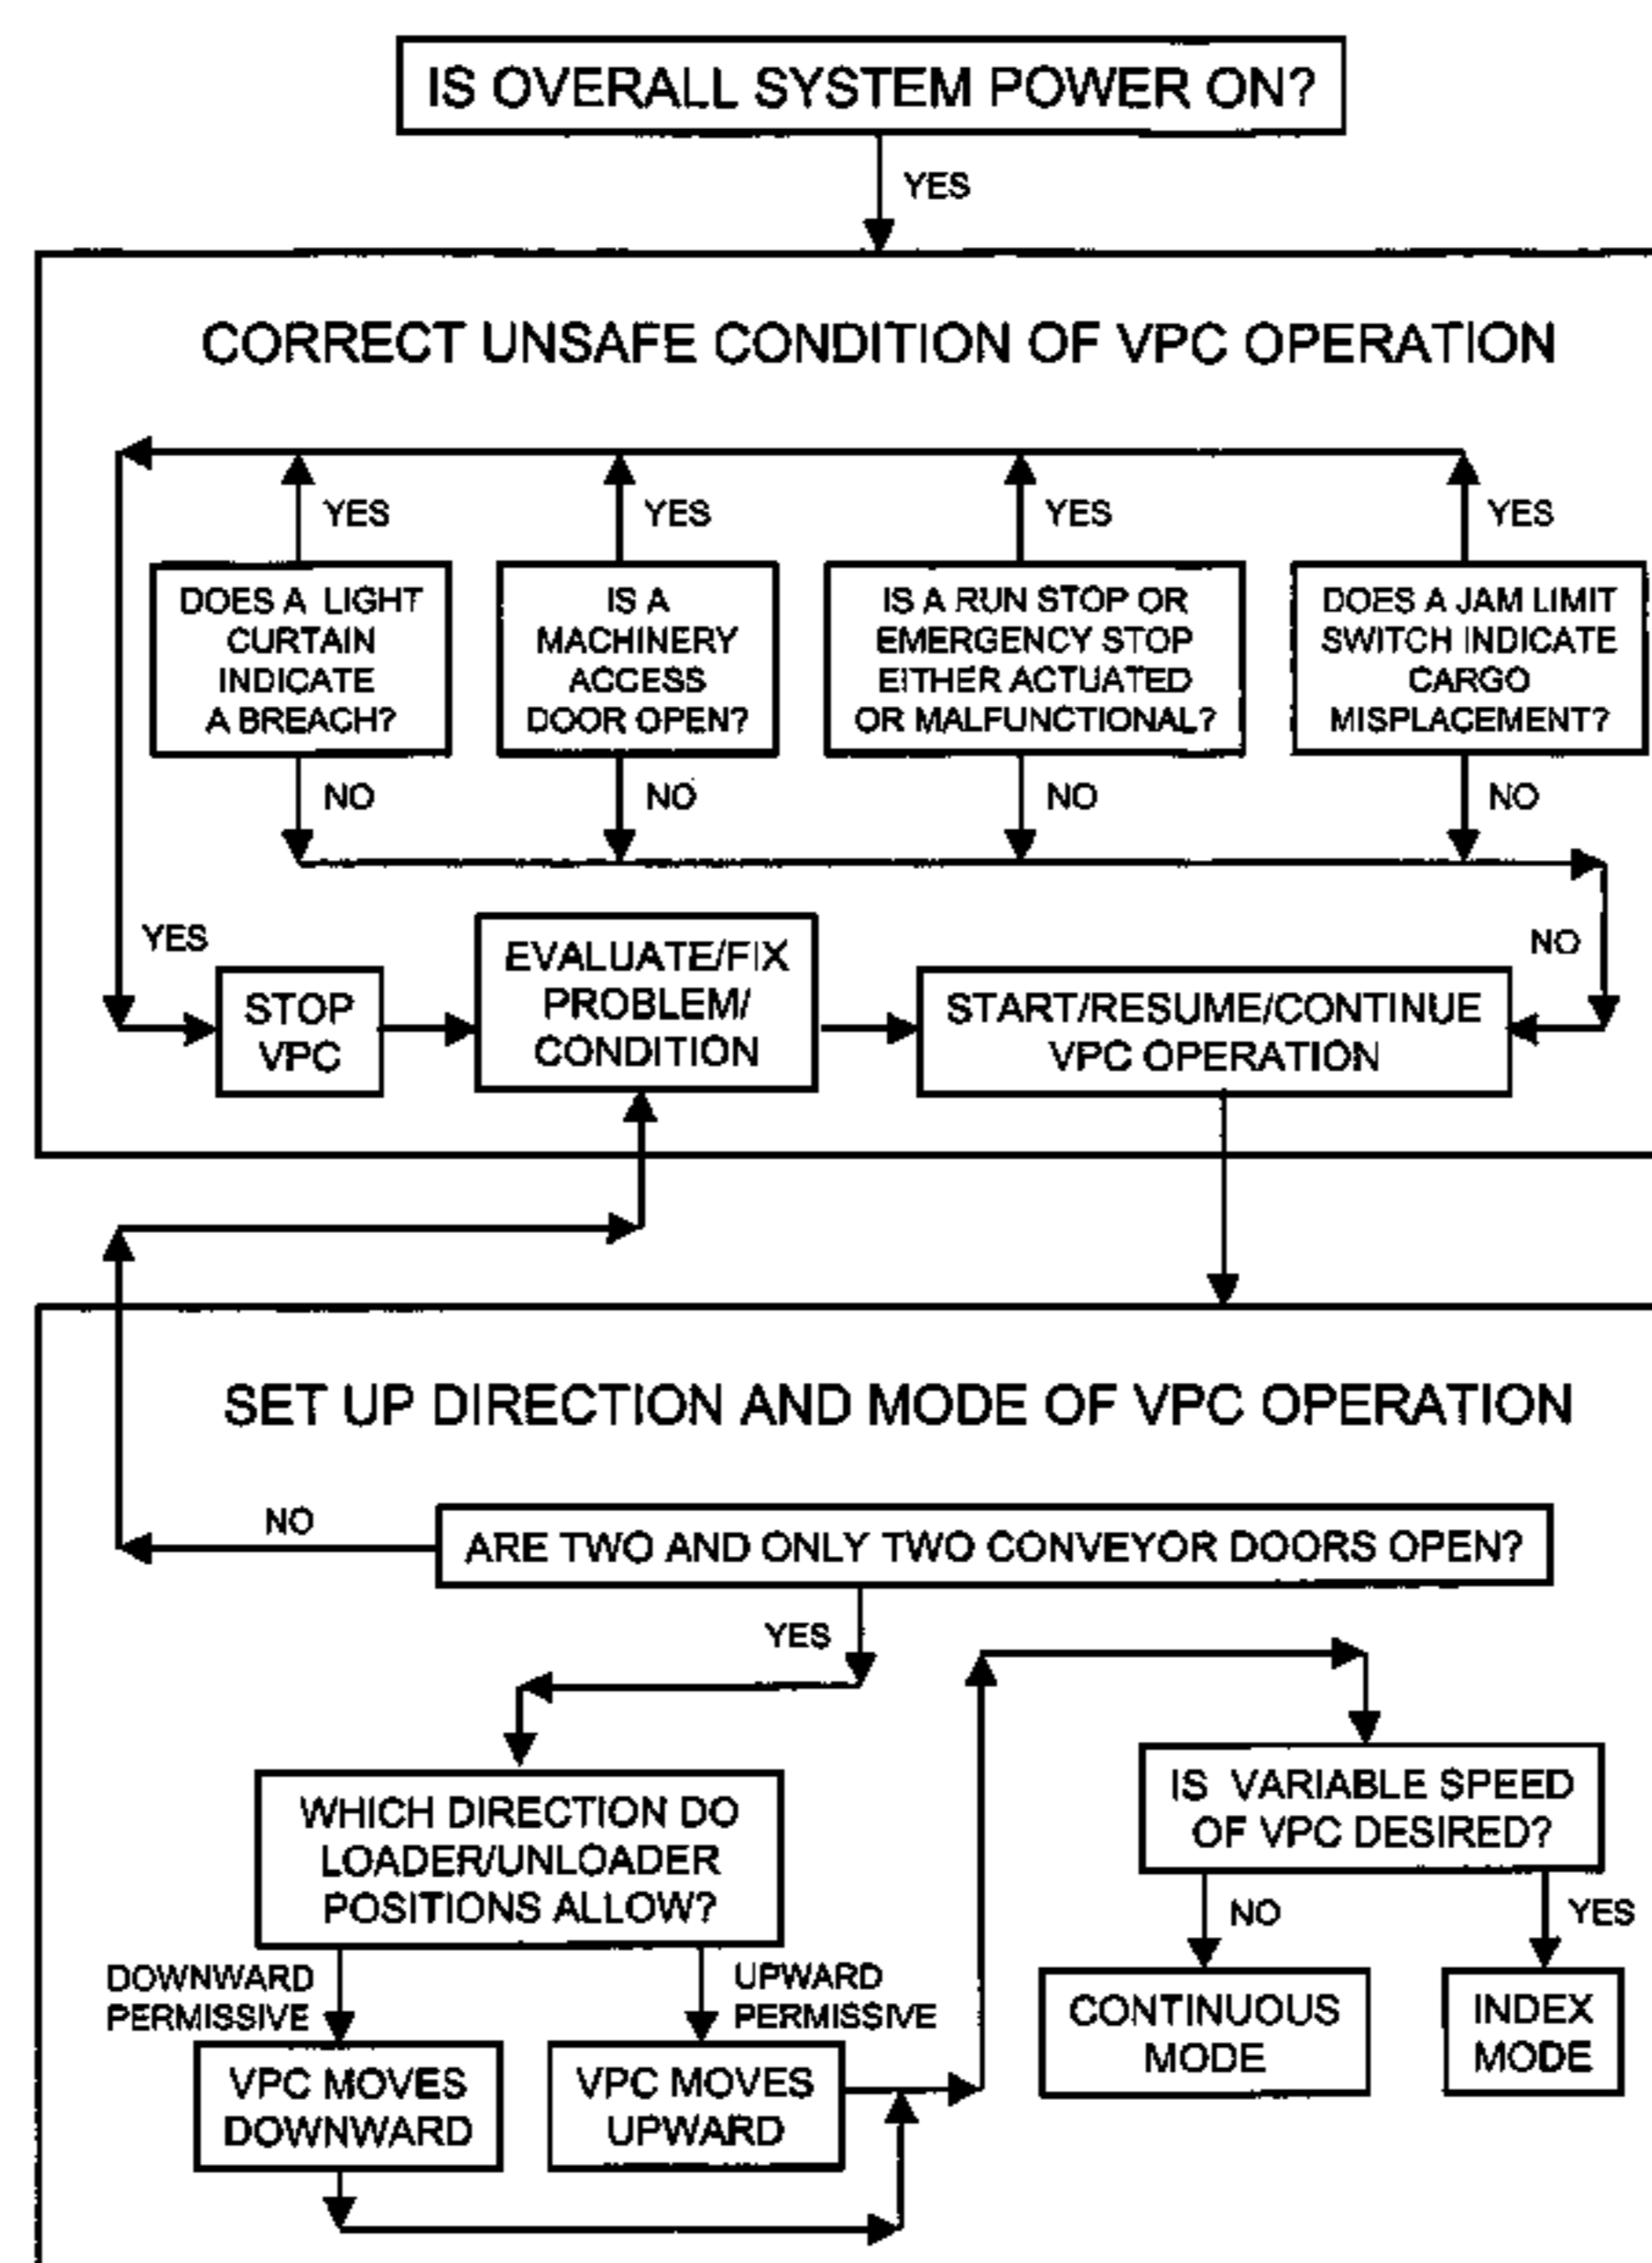 IS OVERALL SYSTEM POWER ON?
YES
CORRECT UNSAFE CONDITION OF VPC OPERATION
YES
YES
YES
YES
DOES A LIGHT
CURTAIN
INDICATE
A BREACH?
IS A
MACHINERY
ACCESS
DOOR OPEN?
IS A RUN STOP OR
EMERGENCY STOP
EITHER ACTUATED
OR MALFUNCTIONAL?
DOES A JAM LIMIT
SWITCH INDICATE
CARGO
MISPLACEMENT?
NO
NO
NO
NO
YES
NO
STOP
VPC
EVALUATE/FIX
PROBLEM/
CONDITION
START/RESUME/CONTINUE
VPC OPERATION
SET UP DIRECTION AND MODE OF VPC OPERATION
NO
ARE TWO AND ONLY TWO CONVEYOR DOORS OPEN?
YES
WHICH DIRECTION DO
LOADER/UNLOADER
POSITIONS ALLOW?
IS VARIABLE SPEED
OF VPC DESIRED?
NO
YES
DOWNWARD
PERMISSIVE
UPWARD
PERMISSIVE
CONTINUOUS
MODE
INDEX
MODE
VPC MOVES
DOWNWARD
VPC MOVES
UPWARD